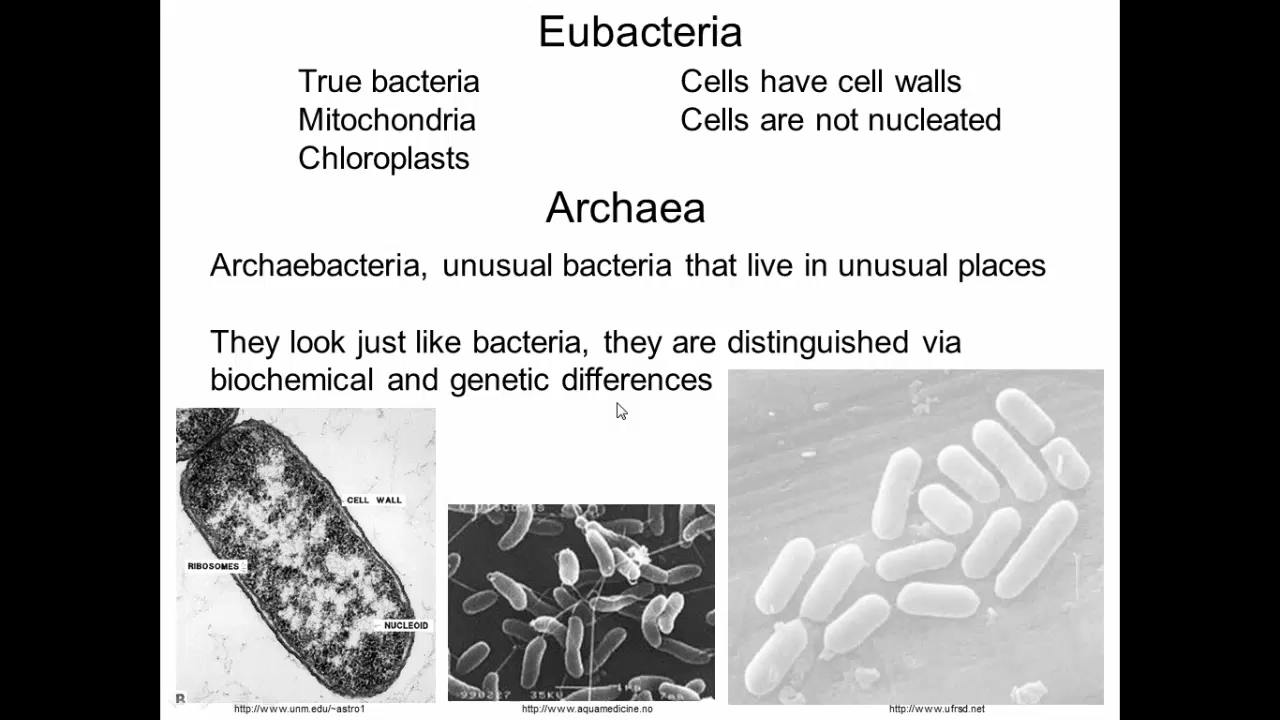 Eubacteria
True bacteria
Mitochondria
Chloroplasts
Cells have cell walls
Cells are not nucleated
Archaea
Archaebacteria, unusual bacteria that live in unusual places
They look just like bacteria, they are distinguished via
biochemical and genetic differences
CELL WALL
RIBOSOMES
NUCLEOID
B
990227 35KU
http://www.unm.edu/~astro1
http://www.aquamedicine.no
http://www.ufrsd.net